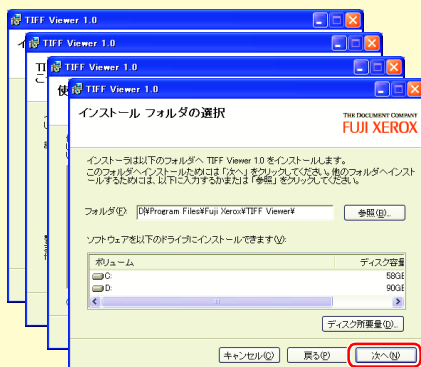 TIFF Viewer 1.0
TIFF Viewer 1.0
TIFF Viewer 1.0
使
TIFF Viewer 1.0
インストール フォルダの選択
THE DOCUMENT COMPANY
FUJI XEROX
インストーラは以下のフォルダへ TIFF Viewer 1.0 をインストールします。
このフォルダへインストールするためには「次へ」をクリックしてください。他のフォルダへインスト
ールするためには、以下に入力するかまたは「参照」をクリックしてください。
フォルダ(F):
D¥Program Files¥Fuji Xerox¥TIFF Viewer¥
参照(B)...
ソフトウェアを以下のドライブにインストールできます(V):
ボリューム ディスク容量
C: 58GB
D: 90GB
ディスク所要量(D)...
キャンセル(C) 戻る(P) 次へ(N)